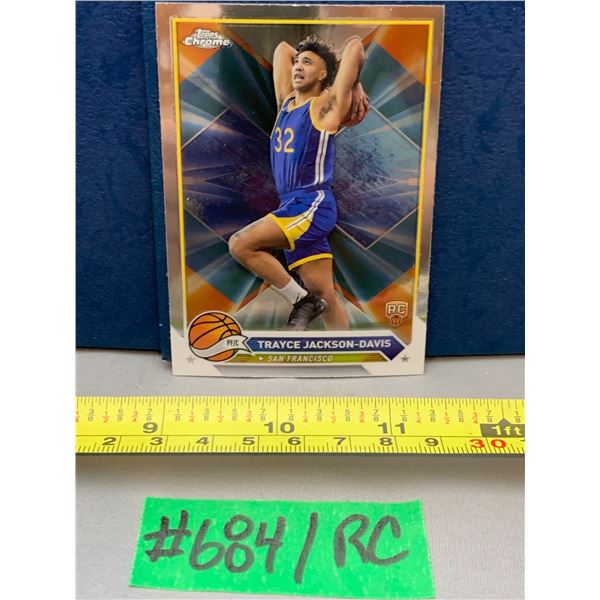 Topps
Chrome
32
RC
PF/C
TRAYCE JACKSON-DAVIS
SAN FRANCISCO
9 10 11 1ft
2 3 4 5 6 7 8 9 30 1
#684/RC